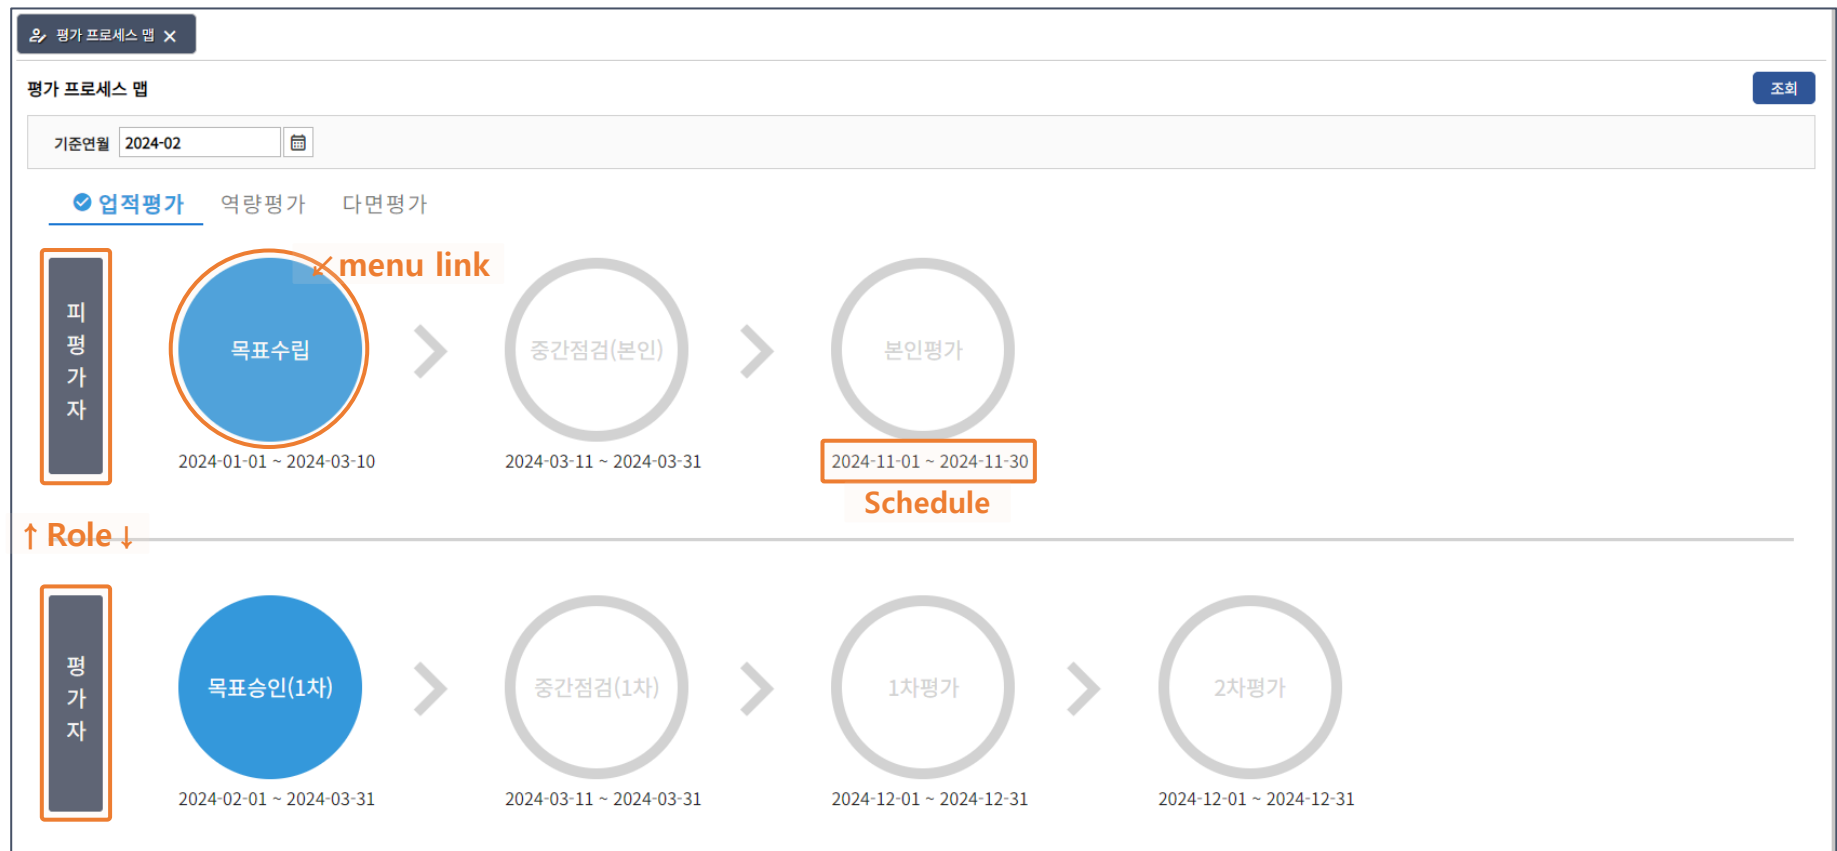 평가 프로세스 맵
평가 프로세스 맵
조회
기준연월 2024-02
업적평가 역량평가 다면평가
↙menu link
피평가자
목표수립
중간점검(본인)
본인평가
2024-01-01 ~ 2024-03-10
2024-03-11 ~ 2024-03-31
2024-11-01 ~ 2024-11-30
Schedule
↑ Role↓
평가자
목표승인(1차)
중간점검(1차)
1차평가
2차평가
2024-02-01 ~ 2024-03-31
2024-03-11 ~ 2024-03-31
2024-12-01 ~ 2024-12-31
2024-12-01 ~ 2024-12-31